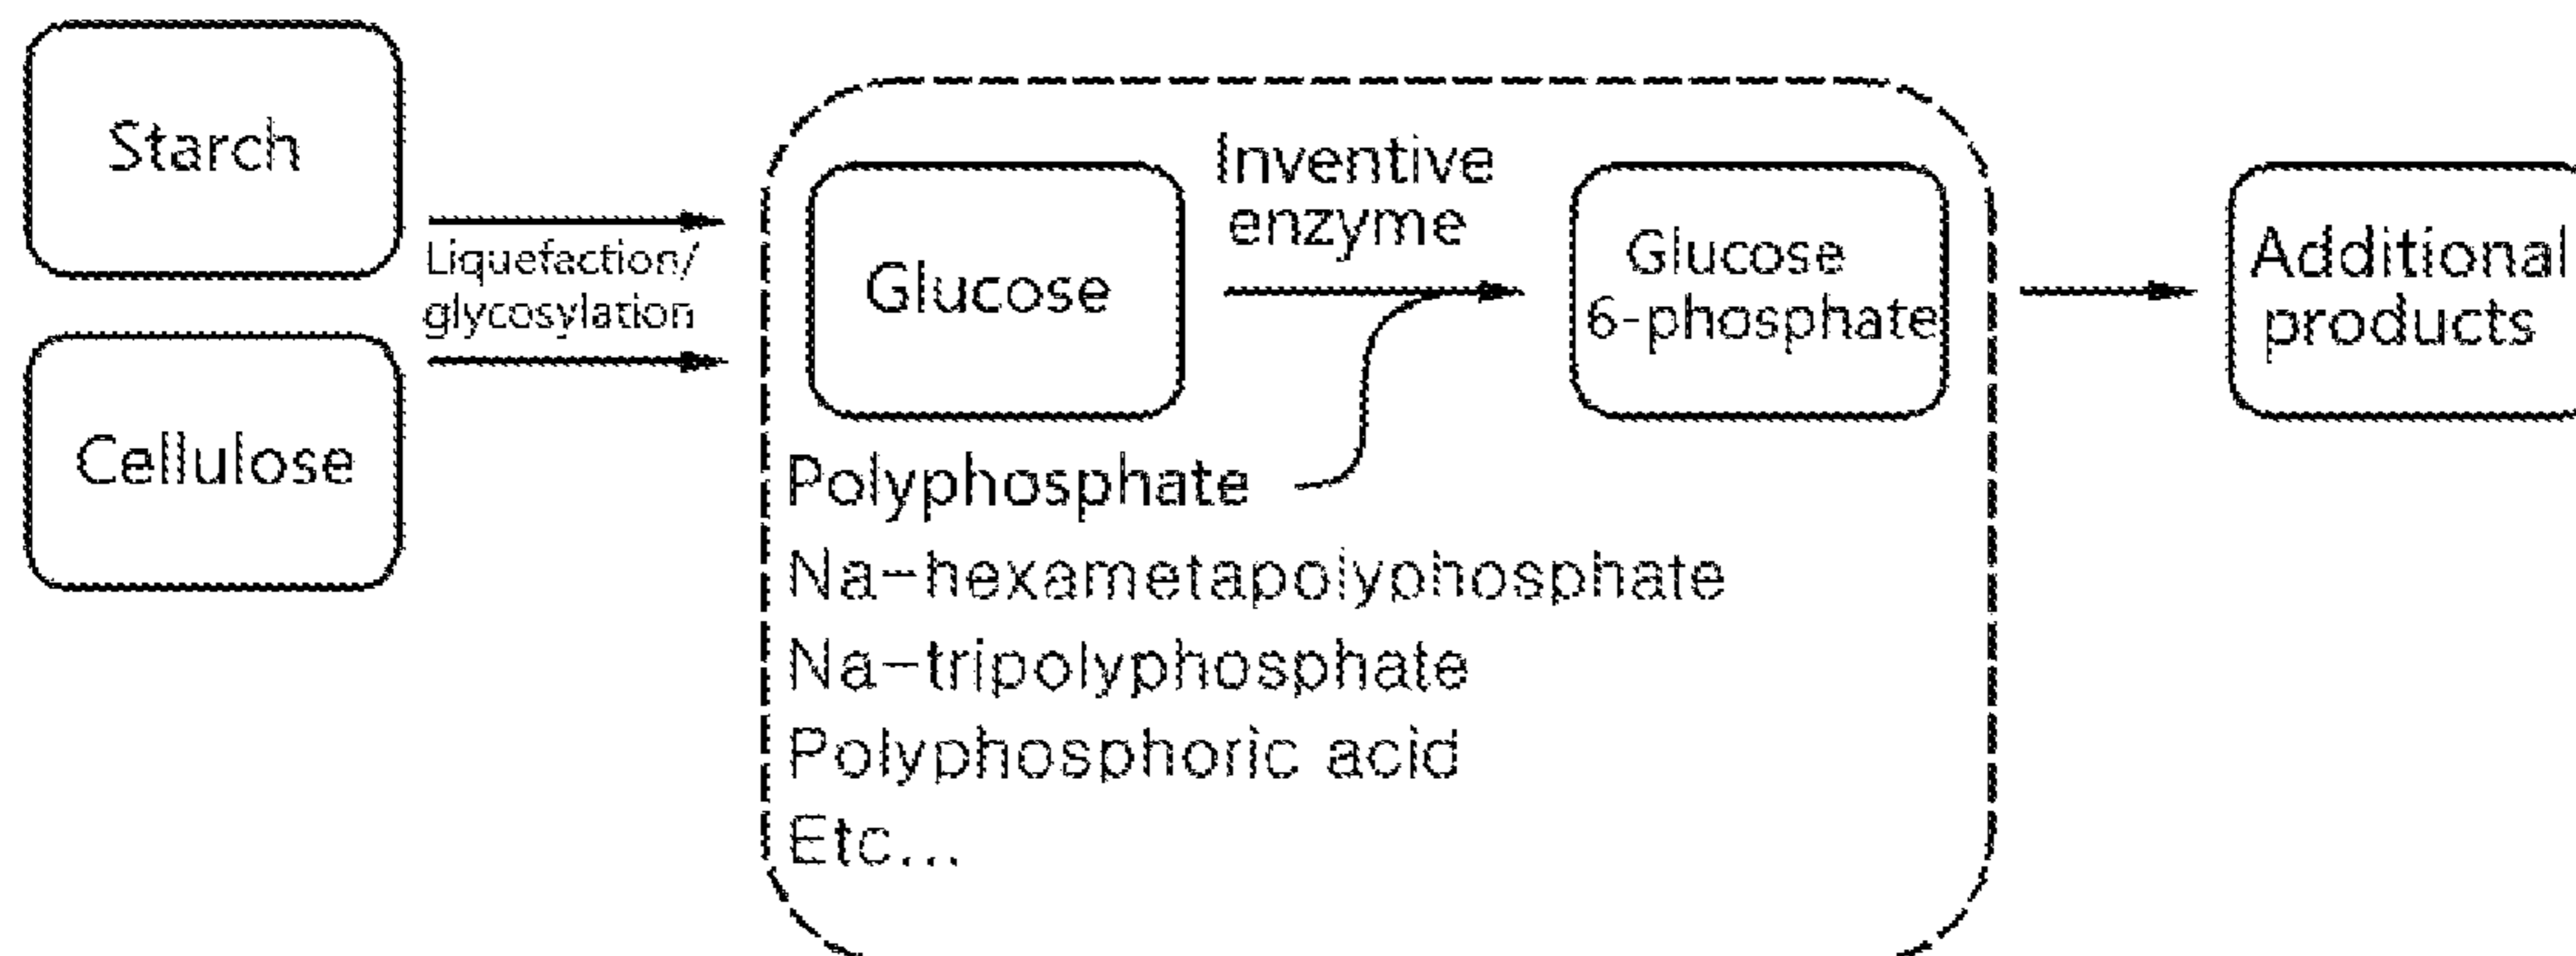 Starch
Cellulose
Liquefaction/
glycosylation
Glucose
Inventive
enzyme
Glucose
6-phosphate
Additional
products
Polyphosphate
Na-hexametapolyphosphate
Na-tripolyphosphate
Polyphosphoric acid
Etc...